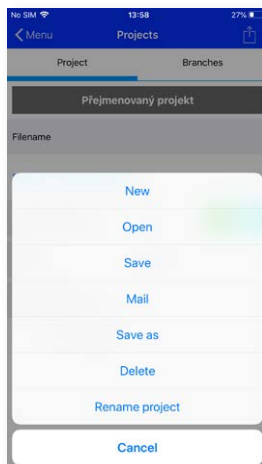 No SIM 13:58 27%
Menu Projects
Project Branches
Přejmenovaný projekt
Filename
New
Open
Save
Mail
Save as
Delete
Rename project
Cancel